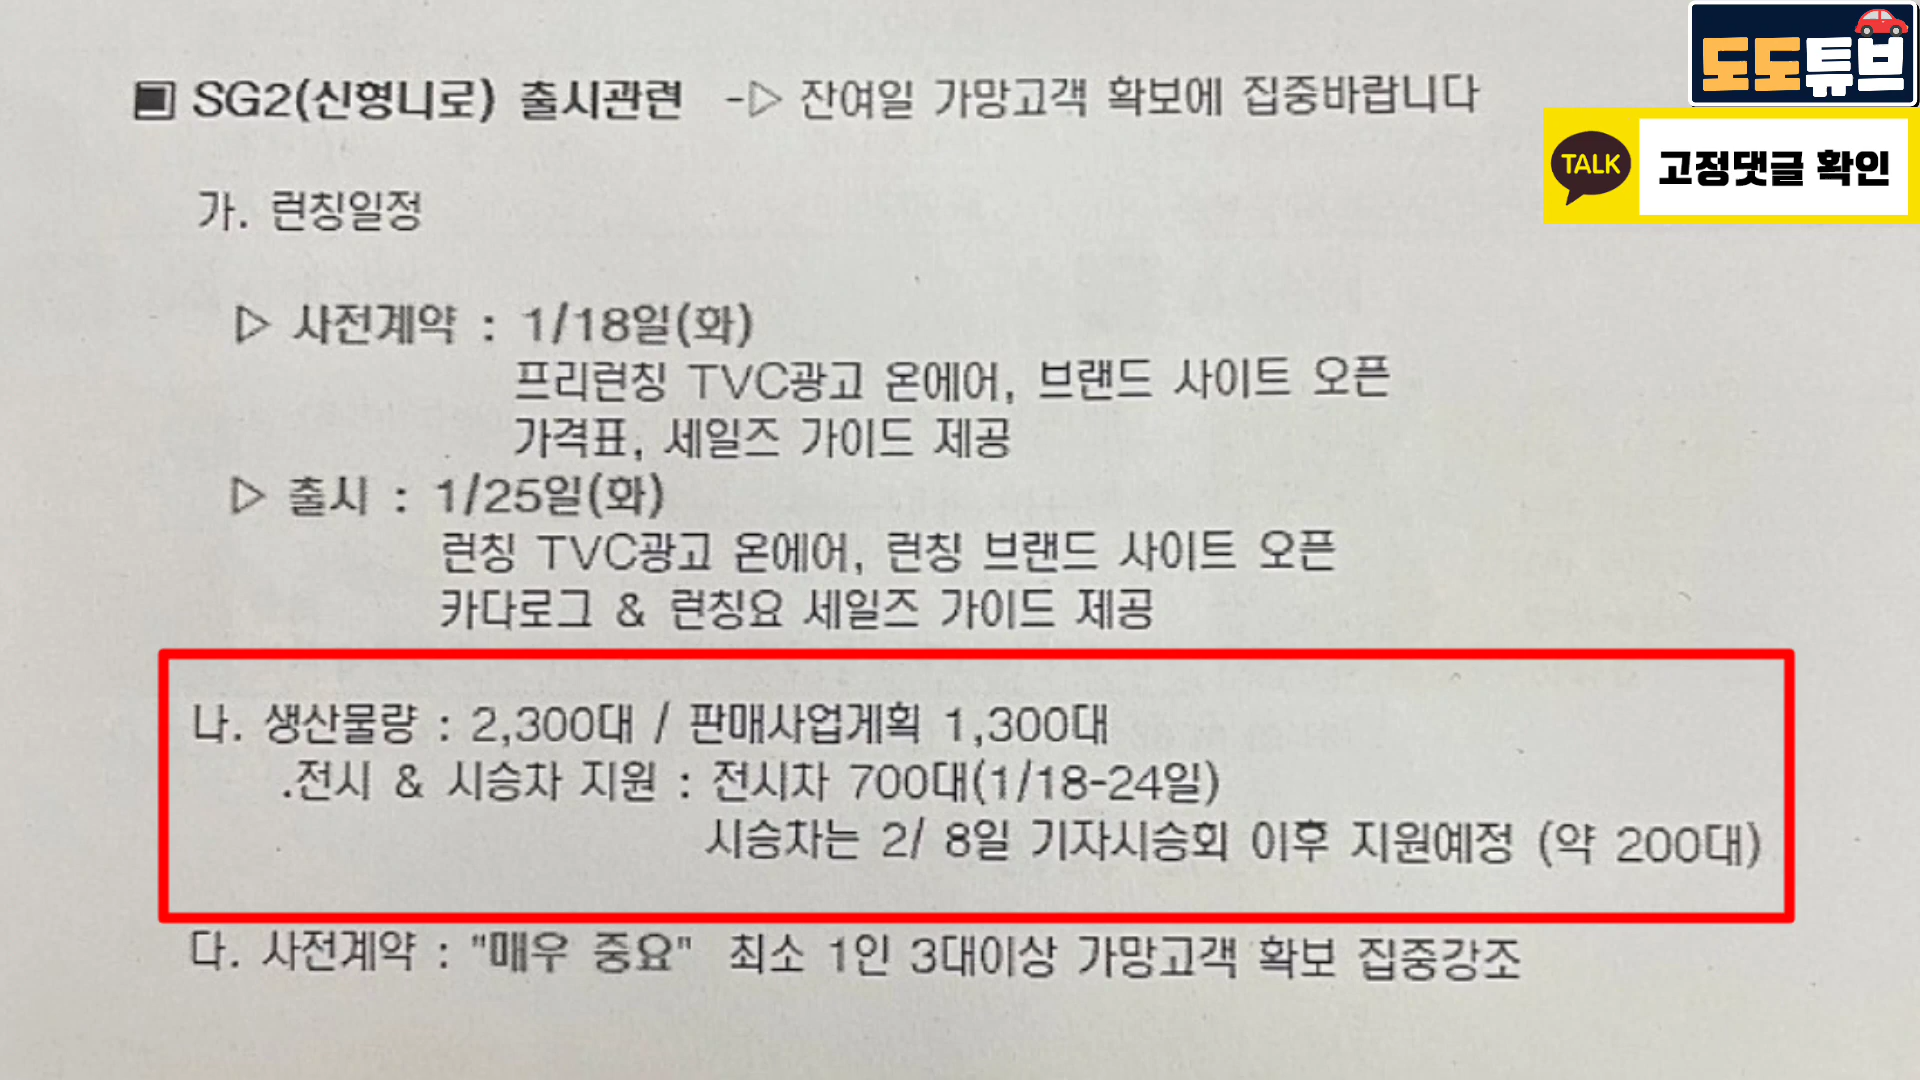 도도튜브
TALK 고정댓글 확인
▣ SG2(신형니로) 출시관련 -▷ 잔여일 가망고객 확보에 집중바랍니다
가. 런칭일정
▷ 사전계약 : 1/18일(화)
프리런칭 TVC광고 온에어, 브랜드 사이트 오픈
가격표, 세일즈 가이드 제공
▷ 출시 : 1/25일(화)
런칭 TVC광고 온에어, 런칭 브랜드 사이트 오픈
카다로그 & 런칭요 세일즈 가이드 제공
나. 생산물량 : 2,300대 / 판매사업계획 1,300대
.전시 & 시승차 지원 : 전시차 700대(1/18-24일)
시승차는 2/ 8일 기자시승회 이후 지원예정 (약 200대)
다. 사전계약 : "매우 중요" 최소 1인 3대이상 가망고객 확보 집중강조